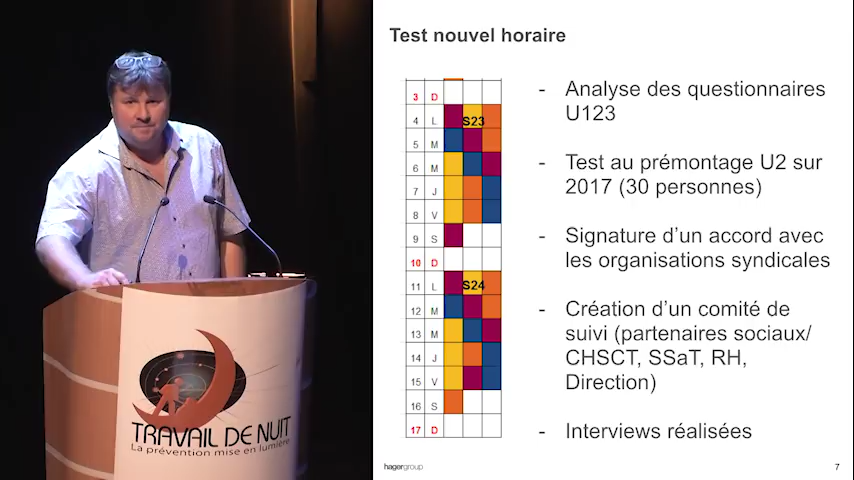 Test nouvel horaire
3 D
4 L S23
5 M
6 M
7 J
8 V
9 S
10 D
11 L S24
12 M
13 M
14 J
15 V
16 S
17 D
- Analyse des questionnaires
U123
- Test au prémontage U2 sur
2017 (30 personnes)
- Signature d’un accord avec
les organisations syndicales
- Création d’un comité de
suivi (partenaires sociaux/
CHSCT, SSaT, RH,
Direction)
- Interviews réalisées
hagergroup
7
TRAVAIL DE NUIT
La prévention mise en lumière